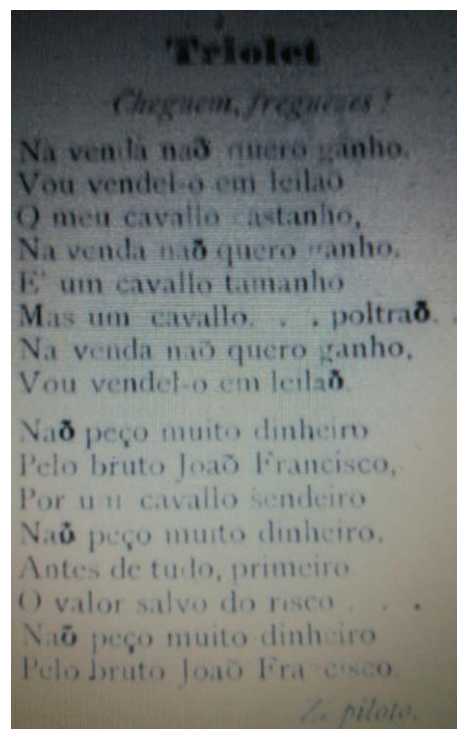 Triolet
Cheguem, freguezes !
Na venda naõ quero ganho.
Vou vendel-o em leilaõ
O meu cavallo castanho,
Na venda naõ quero ganho.
E' um cavallo tamanho
Mas um cavallo. . . poltraõ. .
Na venda naõ quero ganho,
Vou vendel-o em leilaõ.
Naõ peço muito dinheiro
Pelo bruto Joaõ Francisco,
Por um cavallo sendeiro
Naõ peço muito dinheiro.
Antes de tudo, primeiro
O valor salvo do risco . . .
Naõ peço muito dinheiro
Pelo bruto Joaõ Francisco.
piloto.